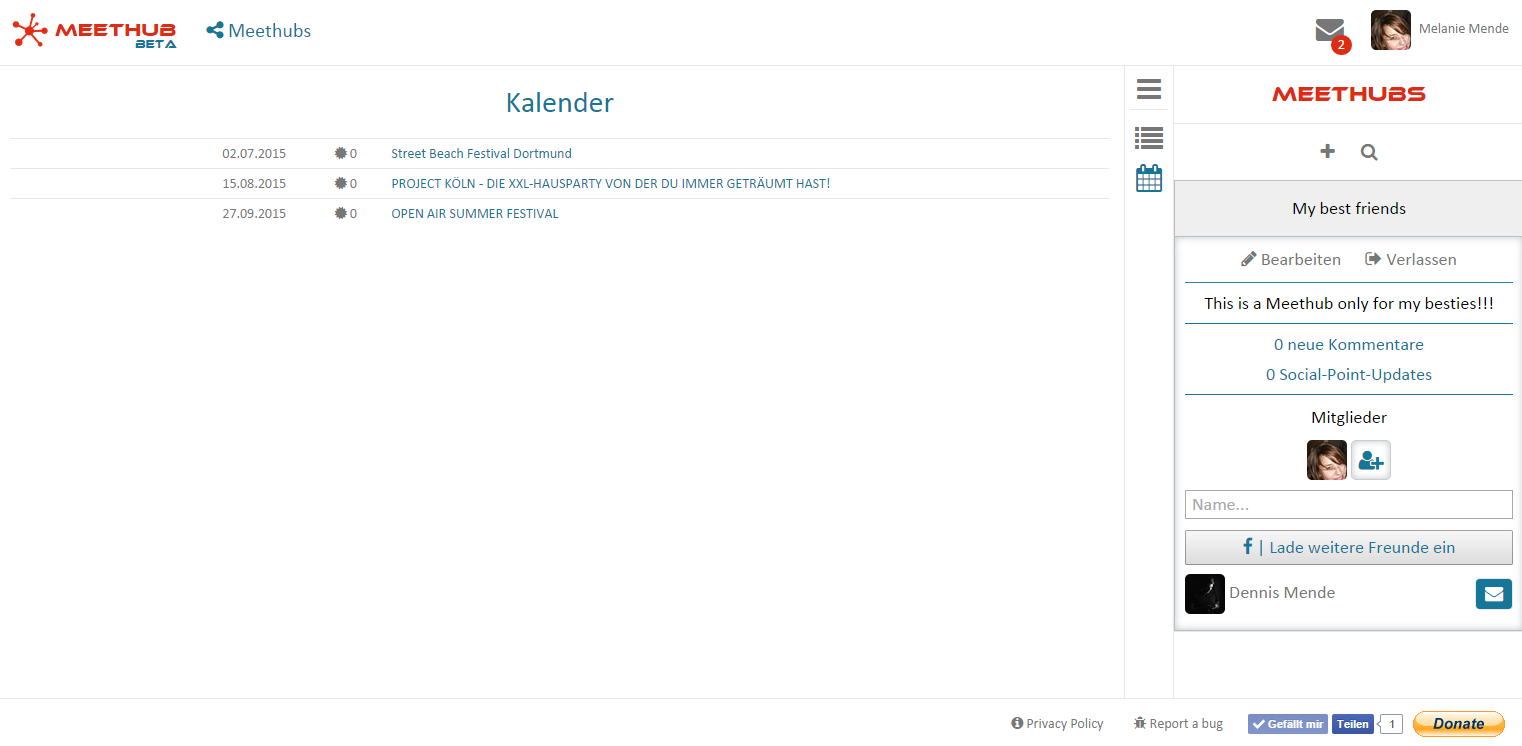 MEETHUB
BETA
Meethubs
2
Melanie Mende
Kalender
02.07.2015 0 Street Beach Festival Dortmund
15.08.2015 0 PROJECT KÖLN - DIE XXL-HAUSPARTY VON DER DU IMMER GETRÄUMT HAST!
27.09.2015 0 OPEN AIR SUMMER FESTIVAL
MEETHUBS
My best friends
Bearbeiten Verlassen
This is a Meethub only for my besties!!!
0 neue Kommentare
0 Social-Point-Updates
Mitglieder
Name...
| Lade weitere Freunde ein
Dennis Mende
Privacy Policy Report a bug Gefällt mir Teilen 1 Donate